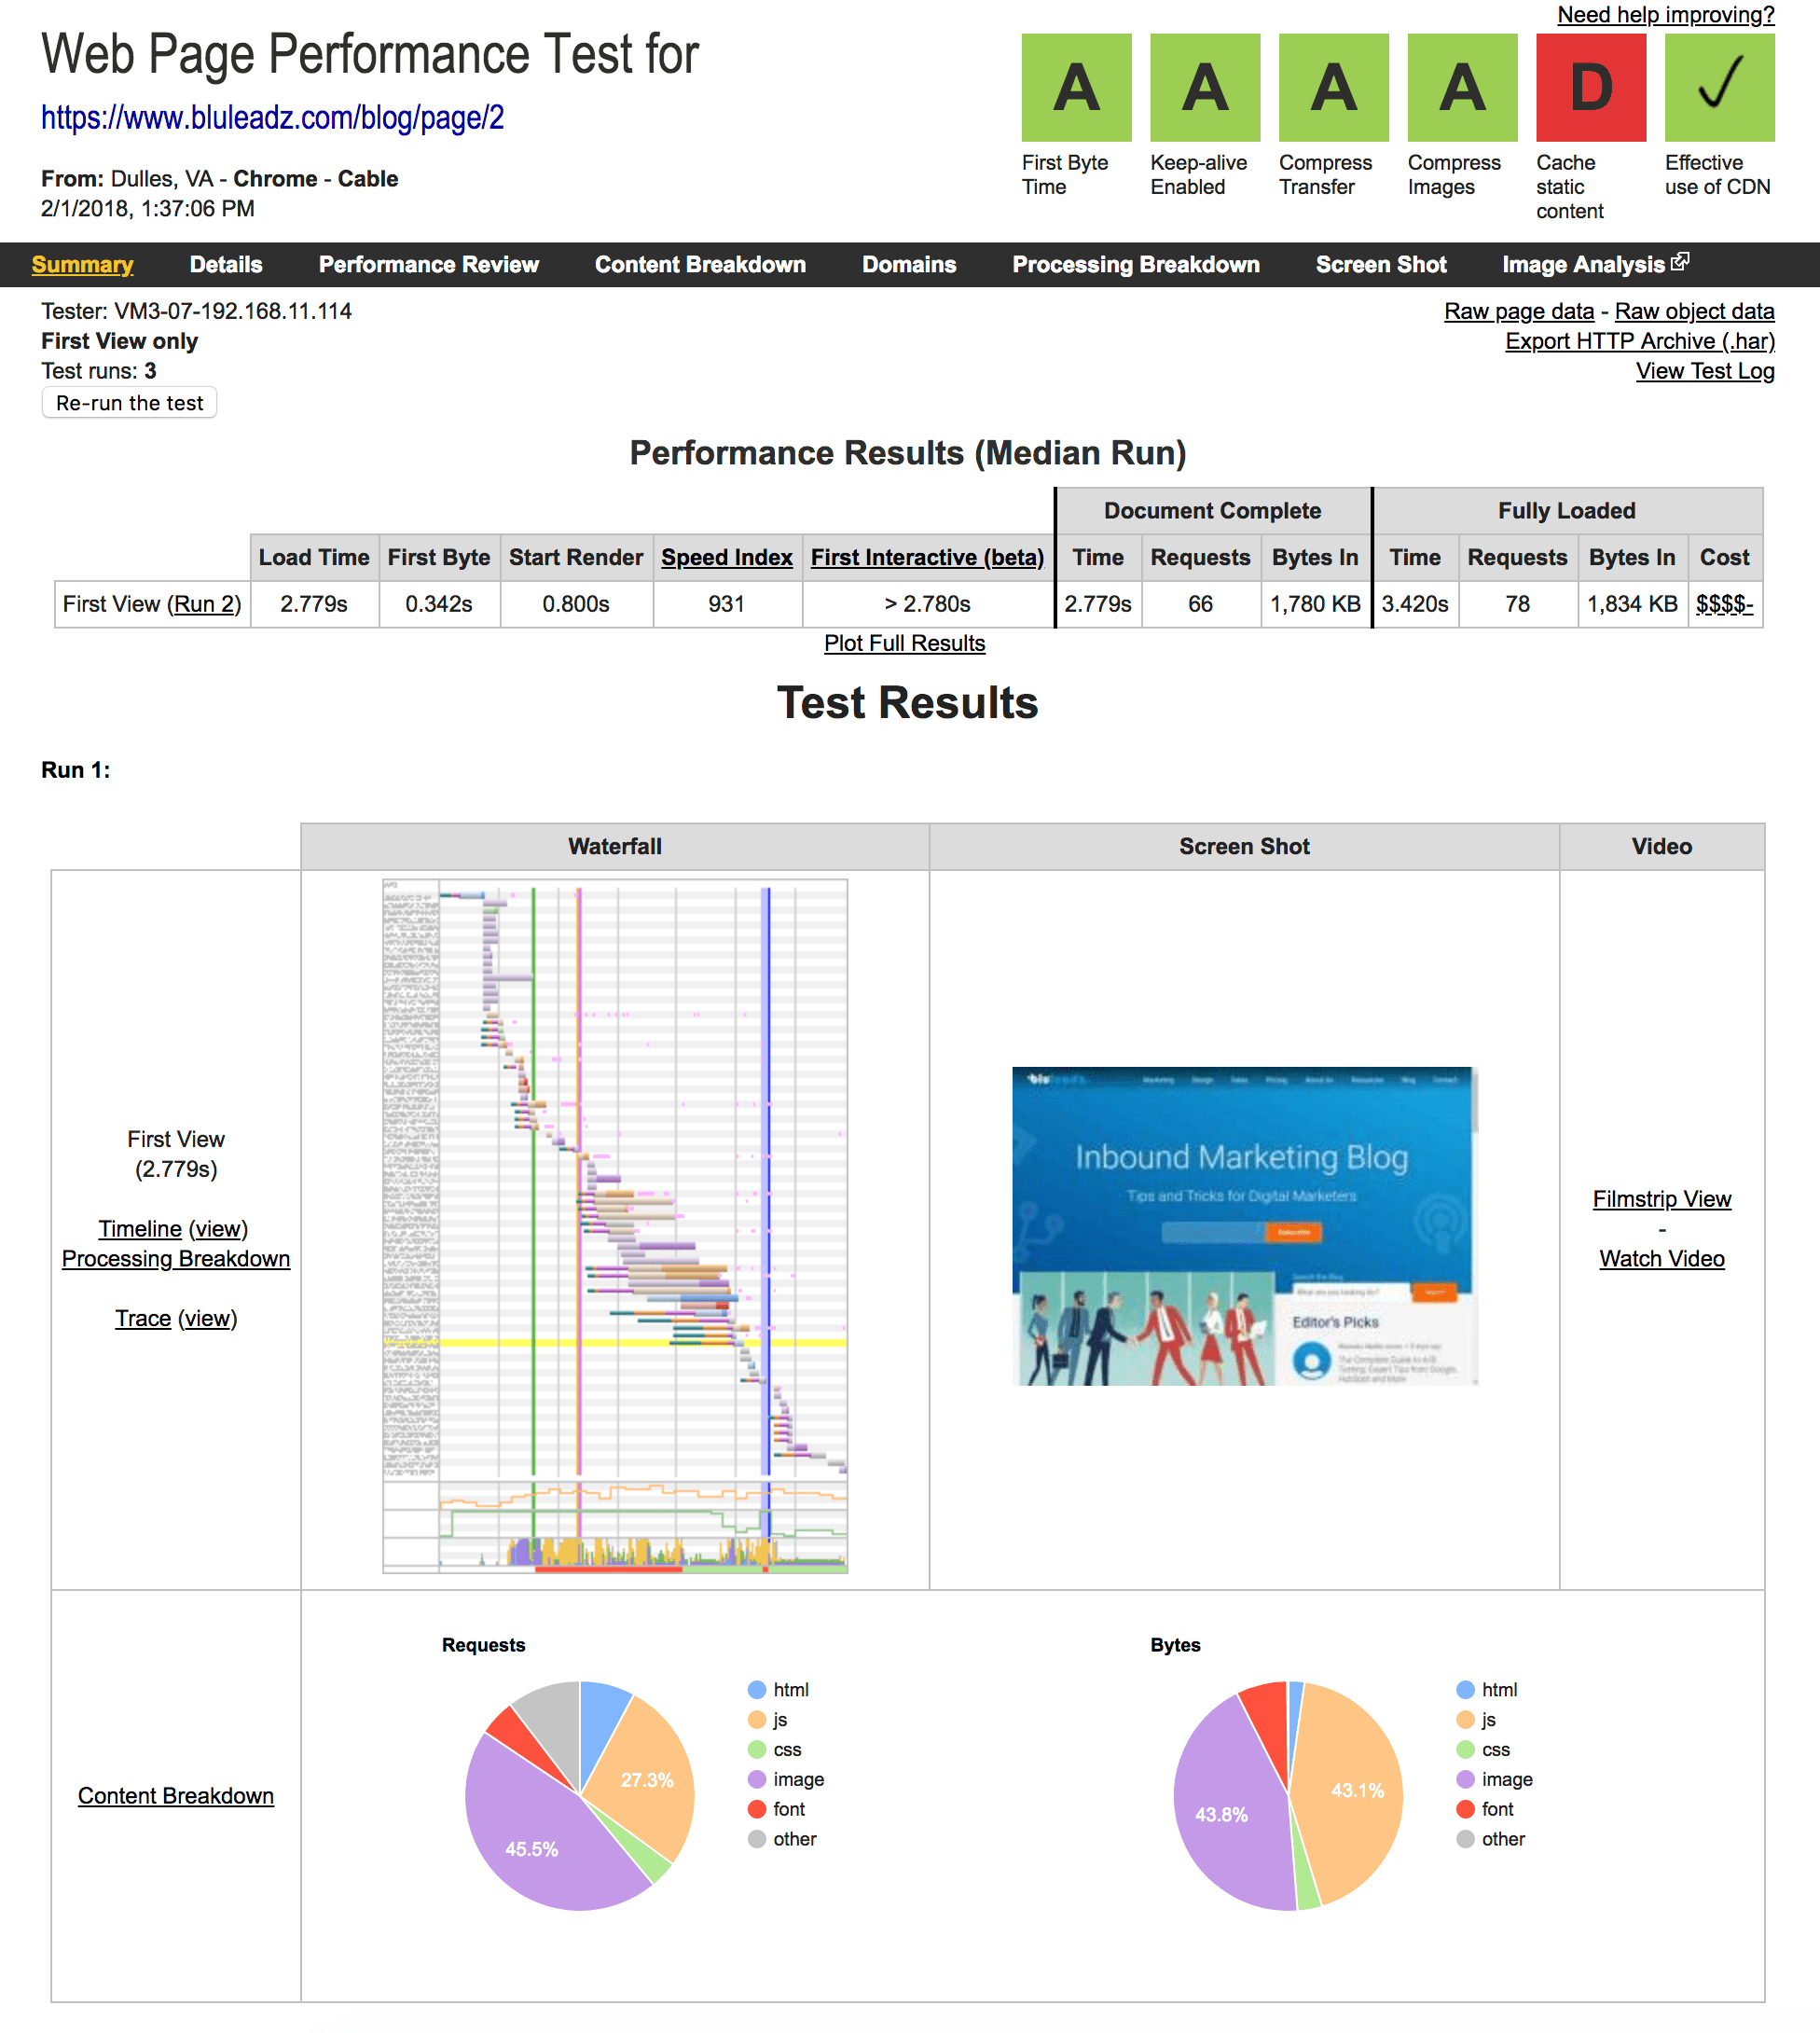 Need help improving?
Web Page Performance Test for
https://www.bluleadz.com/blog/page/2
From: Dulles, VA - Chrome - Cable
2/1/2018, 1:37:06 PM
A A A A D ✓
First Byte Time
Keep-alive Enabled
Compress Transfer
Compress Images
Cache static content
Effective use of CDN
Summary Details Performance Review Content Breakdown Domains Processing Breakdown Screen Shot Image Analysis
Tester: VM3-07-192.168.11.114
First View only
Test runs: 3
Re-run the test
Raw page data - Raw object data
Export HTTP Archive (.har)
View Test Log
Performance Results (Median Run)
Document Complete Fully Loaded
Load Time First Byte Start Render Speed Index First Interactive (beta) Time Requests Bytes In Time Requests Bytes In Cost
First View (Run 2) 2.779s 0.342s 0.800s 931 > 2.780s 2.779s 66 1,780 KB 3.420s 78 1,834 KB $$$$-
Plot Full Results
Test Results
Run 1:
Waterfall Screen Shot Video
First View
(2.779s)
Timeline (view)
Processing Breakdown
Trace (view)
Inbound Marketing Blog
Tips and Tricks for Digital Marketers
Editor's Picks
Filmstrip View
-
Watch Video
Content Breakdown
Requests
27.3%
45.5%
html
js
css
image
font
other
Bytes
43.1%
43.8%
html
js
css
image
font
other